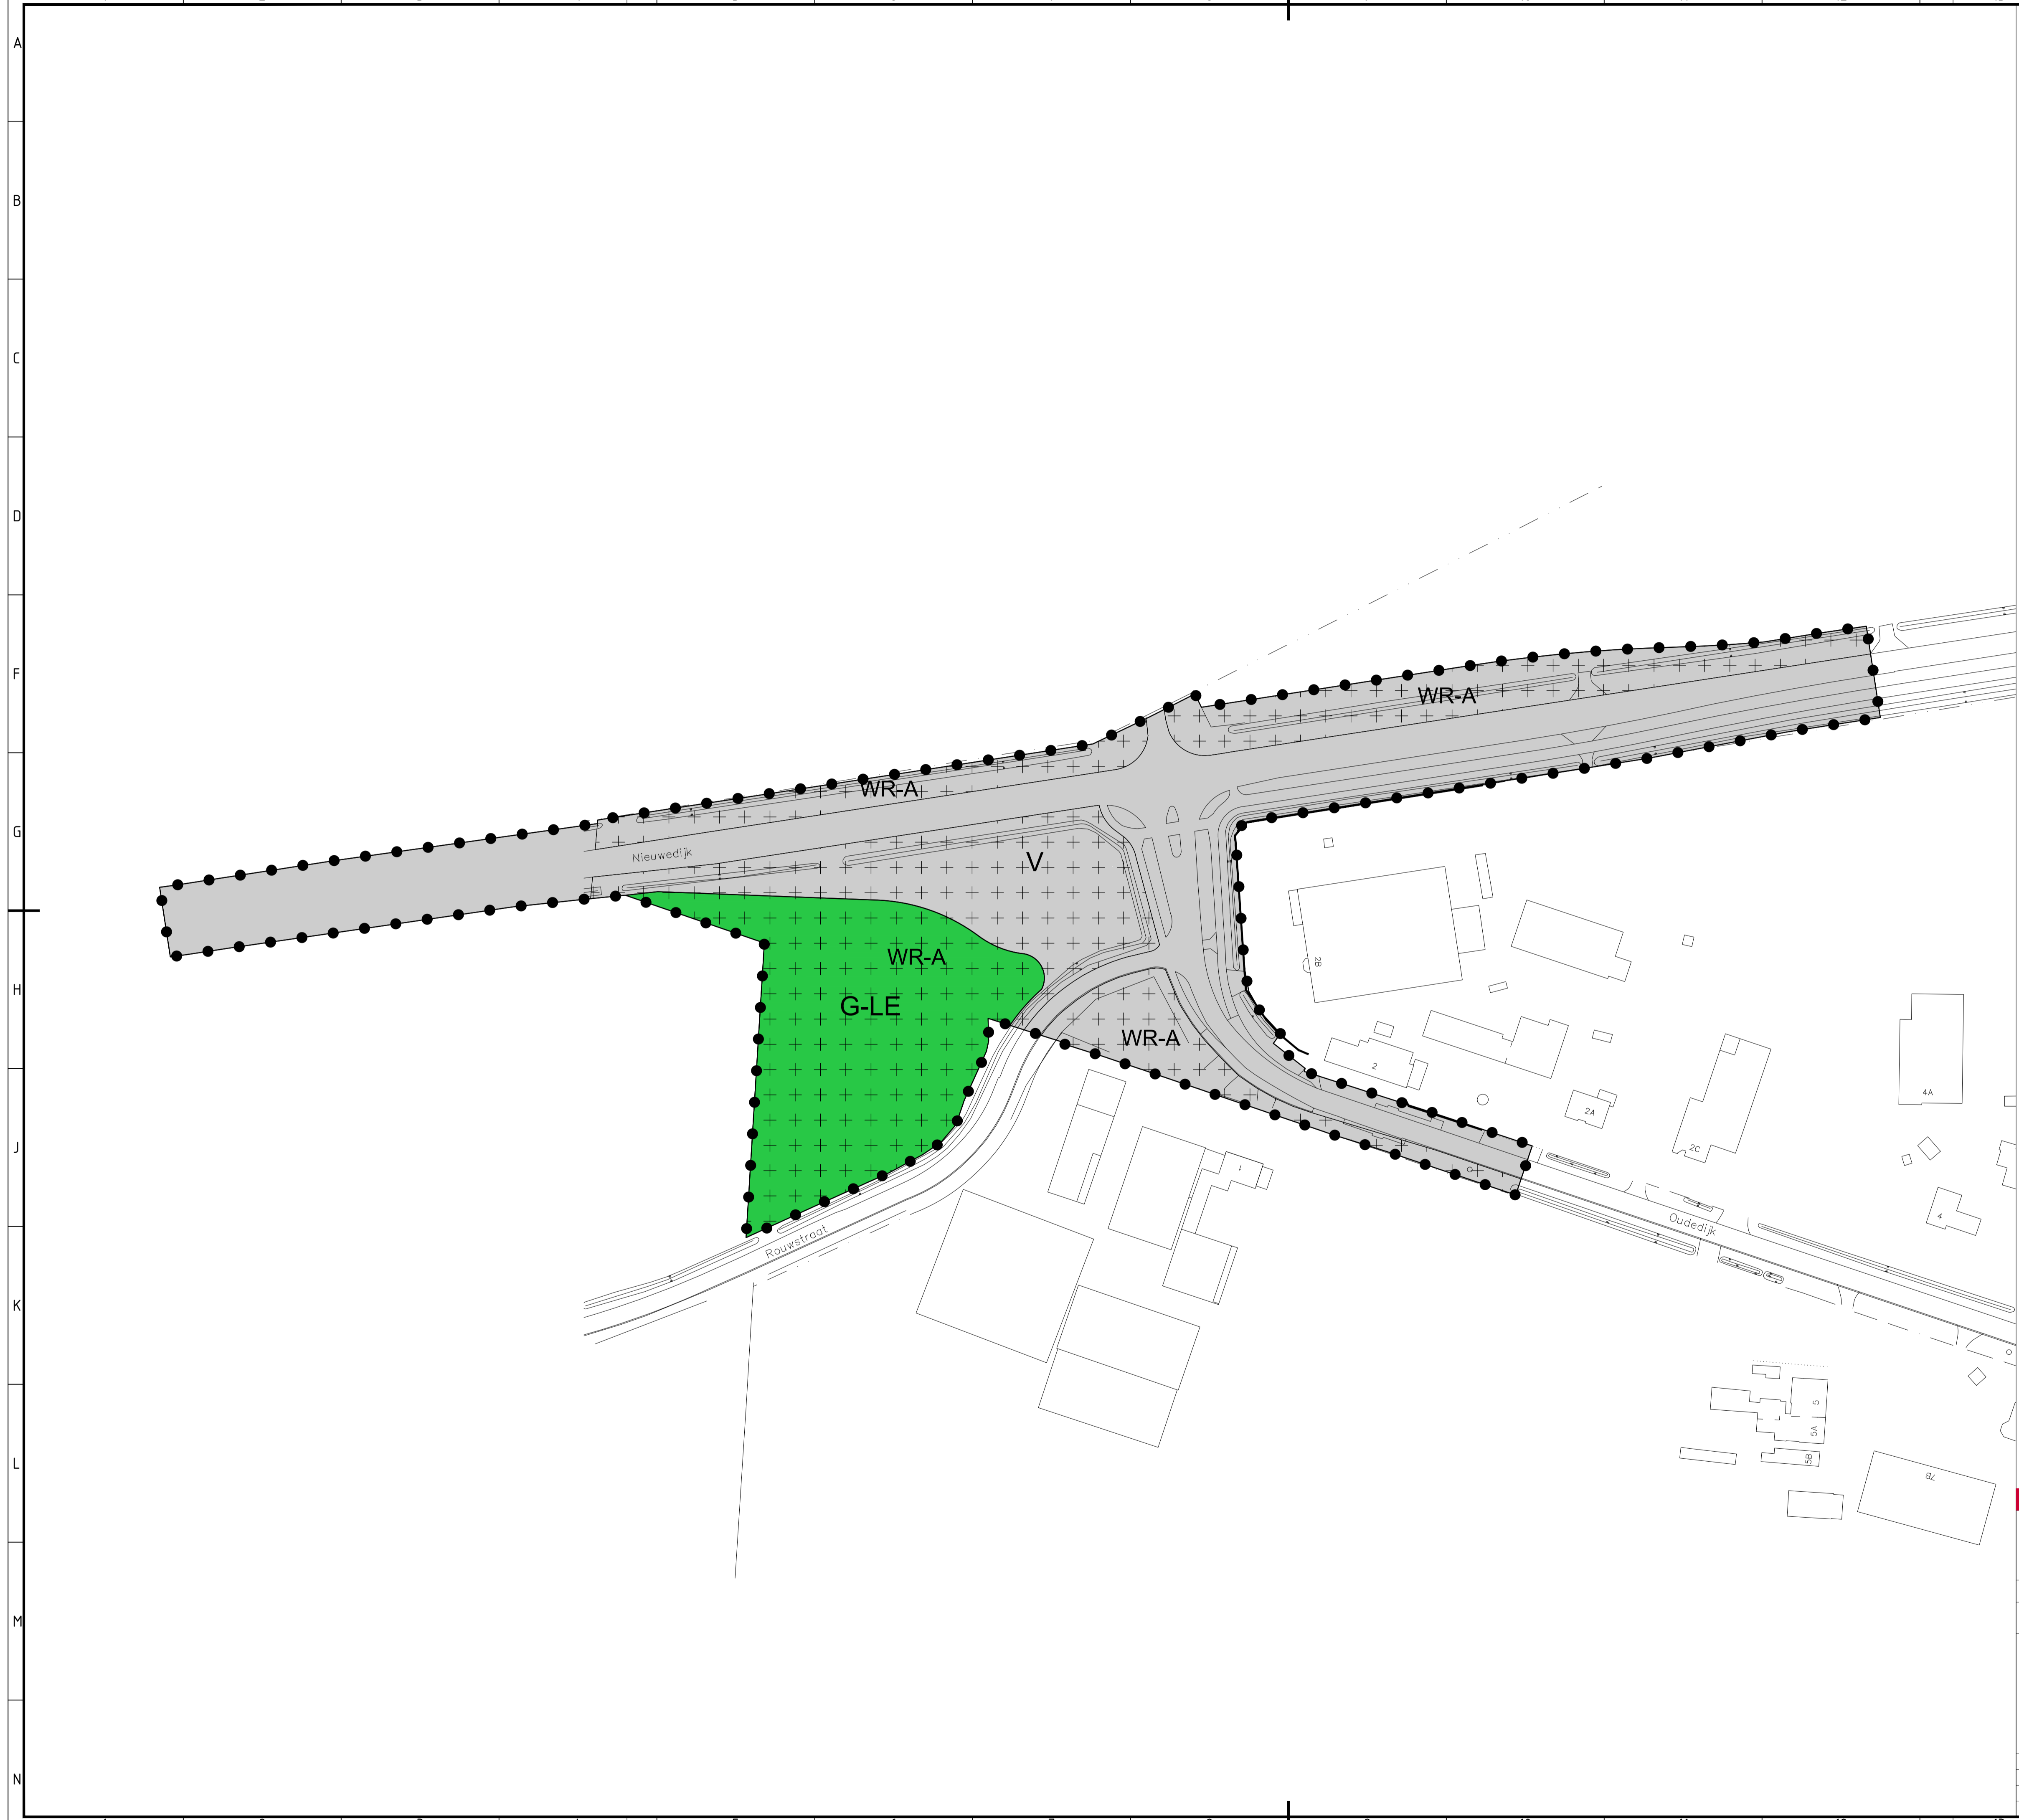 A
B
C
D
F
WR-A
WR-A
G
Nieuwedijk
V
WR-A
2B
H
G-LE
WR-A
2
2A
4A
J
2C
1
4
Oudedijk
Rouwstraat
K
5
5A
5B
L
7B
M
N